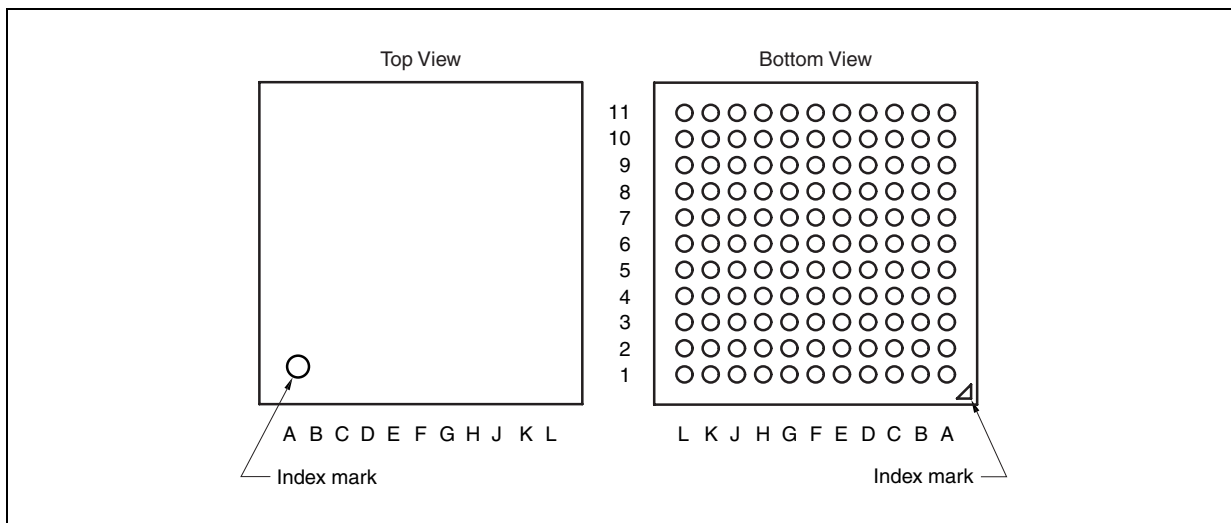 Top View
Bottom View
11
10
9
8
7
6
5
4
3
2
1
A B C D E F G H J K L
L K J H G F E D C B A
Index mark
Index mark